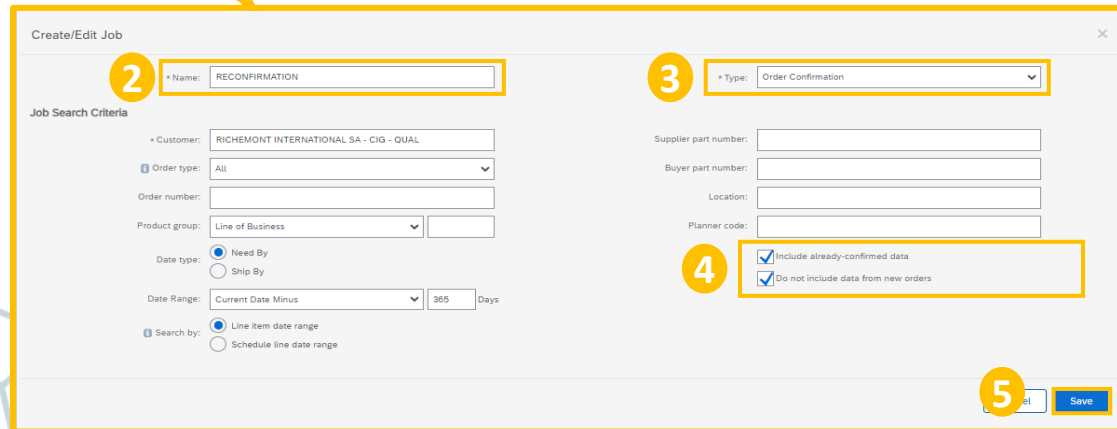 Create/Edit Job
×
2
* Name: RECONFIRMATION
3
* Type: Order Confirmation
Job Search Criteria
* Customer: RICHEMONT INTERNATIONAL SA - CIG - QUAL
Supplier part number:
Order type: All
Buyer part number:
Order number:
Location:
Product group: Line of Business
Planner code:
Date type: Need By
Ship By
4
Include already-confirmed data
Do not include data from new orders
Date Range: Current Date Minus 365 Days
Search by: Line item date range
Schedule line date range
5
Save